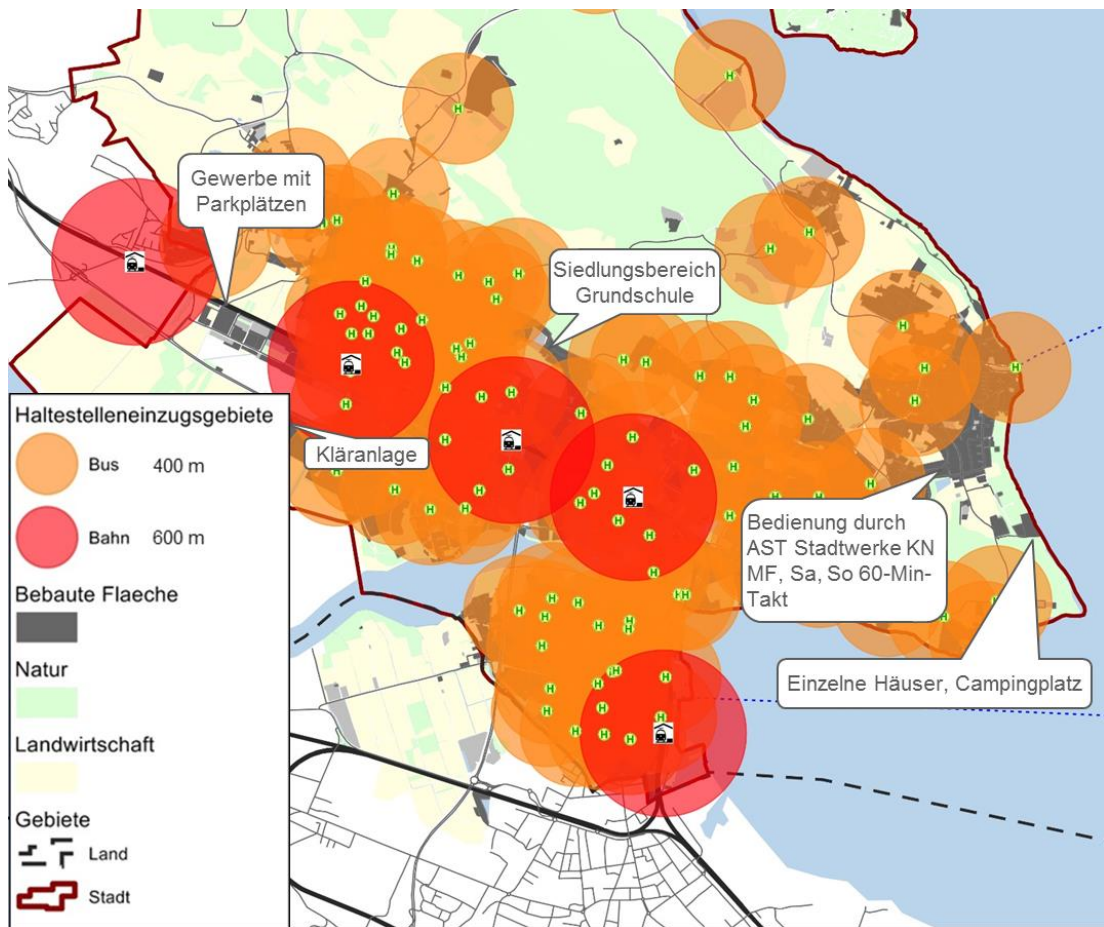 Gewerbe mit
Parkplätzen
Siedlungsbereich
Grundschule
Kläranlage
Bedienung durch
AST Stadtwerke KN
MF, Sa, So 60-Min-
Takt
Einzelne Häuser, Campingplatz
Haltestelleneinzugsgebiete
Bus 400 m
Bahn 600 m
Bebaute Flaeche
Natur
Landwirtschaft
Gebiete
Land
Stadt